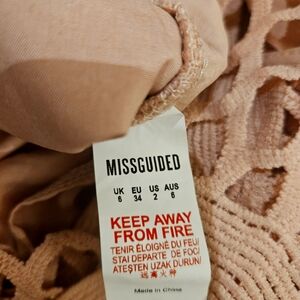 MISSGUIDED
UK EU US AUS
6 34 2 6
KEEP AWAY
FROM FIRE
TENIR ÉLOIGNÉ DU FEU
STAI DEPARTE DE FOC
ATEŞTEN UZAK DURUN
Made in China